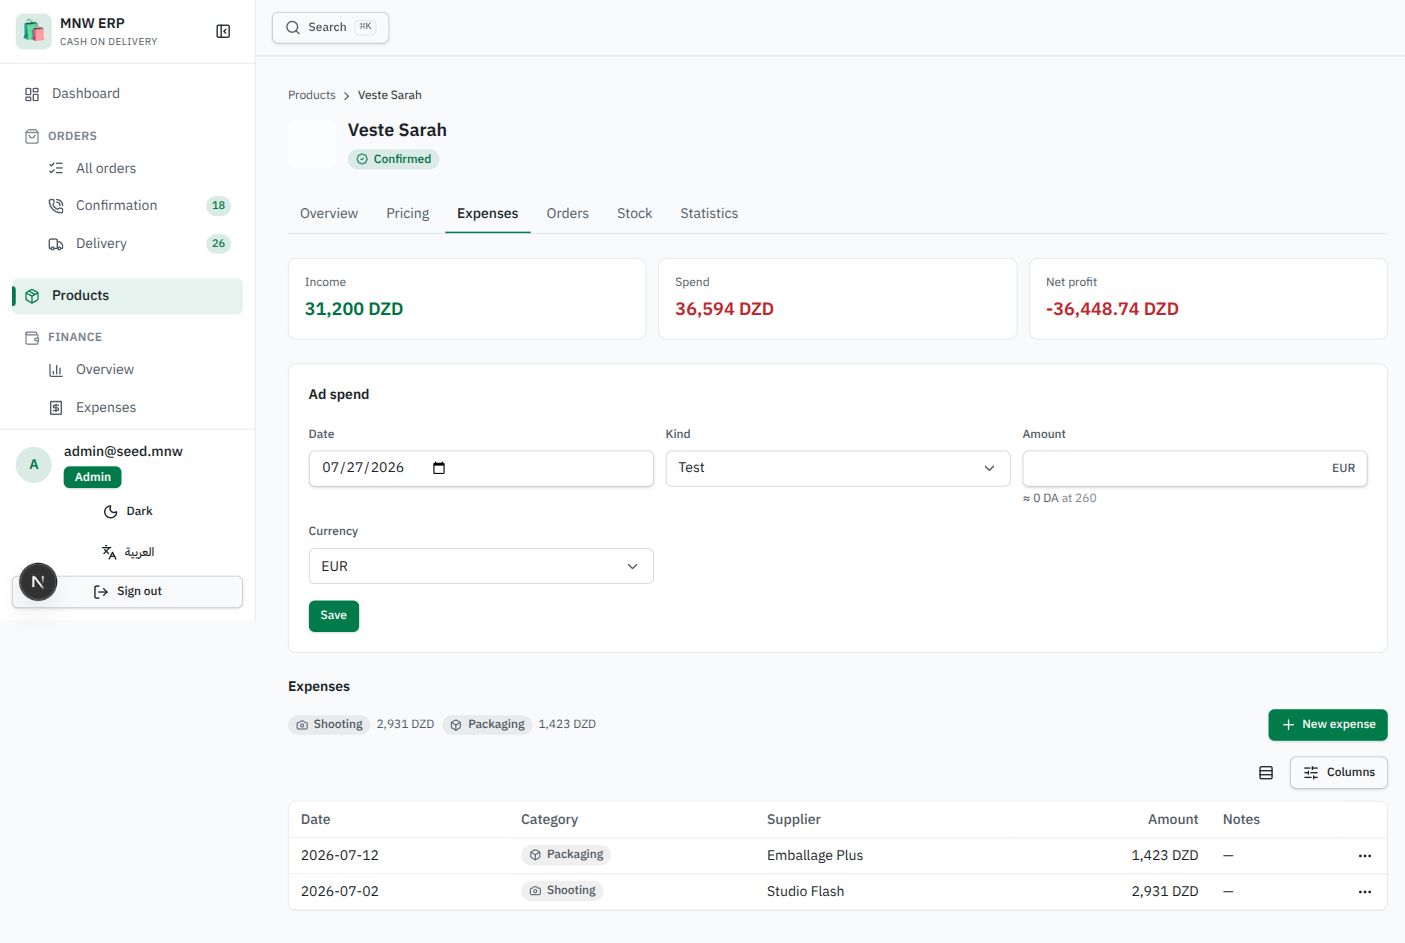 MNW ERP
CASH ON DELIVERY
Search ⌘K
Dashboard
ORDERS
All orders
Confirmation 18
Delivery 26
Products
FINANCE
Overview
Expenses
A
admin@seed.mnw
Admin
Dark
العربية
N
Sign out
Products > Veste Sarah
Veste Sarah
Confirmed
Overview Pricing Expenses Orders Stock Statistics
Income
31,200 DZD
Spend
36,594 DZD
Net profit
-36,448.74 DZD
Ad spend
Date
07/27/2026
Kind
Test
Amount
EUR
≈ 0 DA at 260
Currency
EUR
Save
Expenses
Shooting 2,931 DZD Packaging 1,423 DZD
+ New expense
Columns
Date Category Supplier Amount Notes
2026-07-12 Packaging Emballage Plus 1,423 DZD —
2026-07-02 Shooting Studio Flash 2,931 DZD —